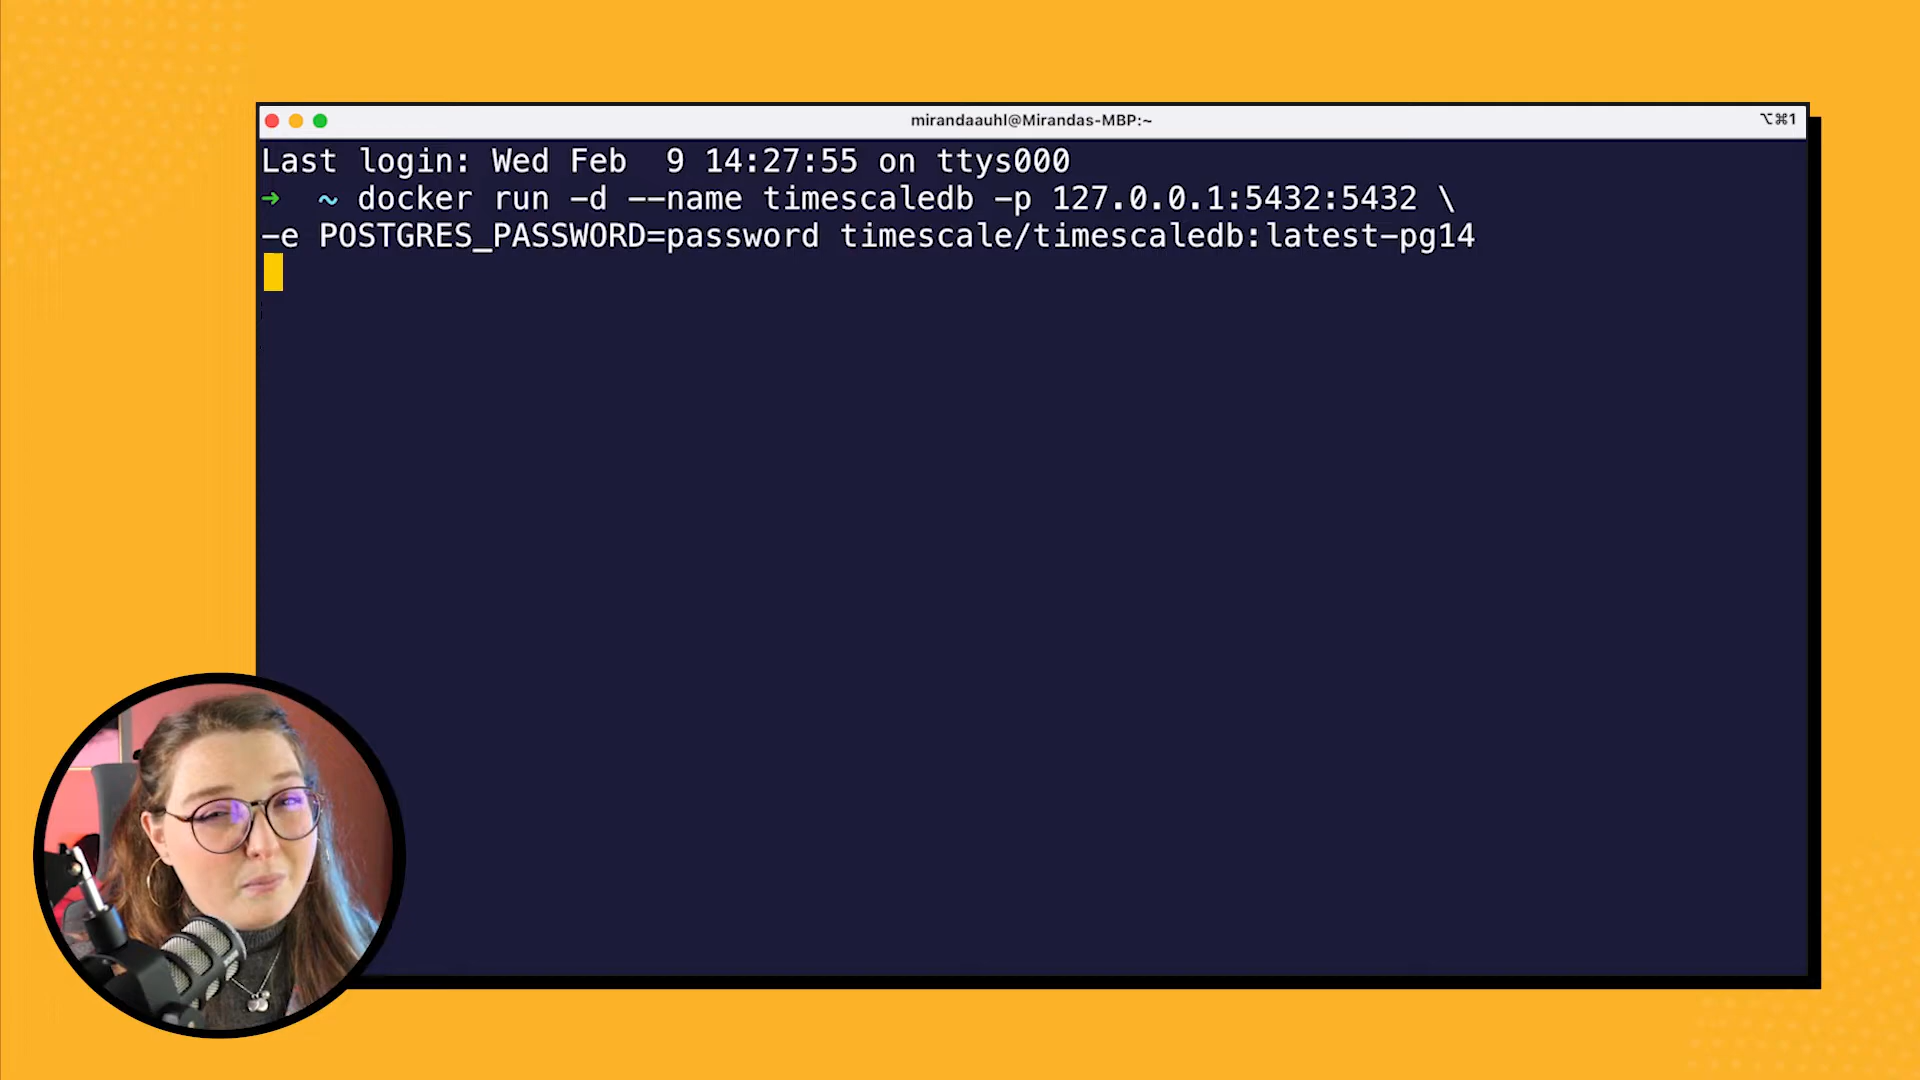 mirandaauhl@Mirandas-MBP:~ ⌥⌘1
Last login: Wed Feb  9 14:27:55 on ttys000
➜  ~ docker run -d --name timescaledb -p 127.0.0.1:5432:5432 \
-e POSTGRES_PASSWORD=password timescale/timescaledb:latest-pg14